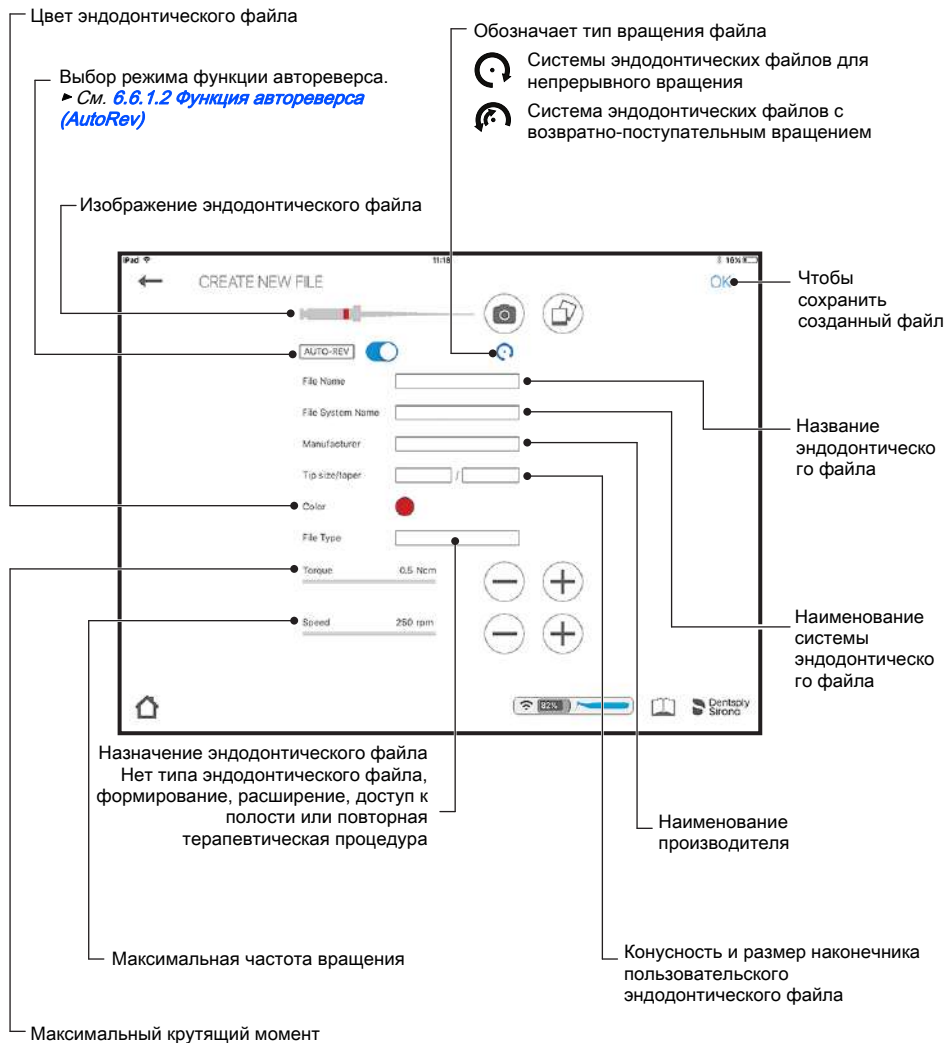 Цвет эндодонтического файла
Обозначает тип вращения файла
Системы эндодонтических файлов для
непрерывного вращения
Система эндодонтических файлов с
возвратно-поступательным вращением
Выбор режима функции автореверса.
► См. 6.6.1.2 Функция автореверса
(AutoRev)
Изображение эндодонтического файла
iPad
11:18
16%
CREATE NEW FILE
OK
Чтобы
сохранить
созданный файл
AUTO-REV
File Name
File System Name
Manufacturer
Tip size/taper
/
Color
File Type
Torque 0,5 Ncm
Speed 250 rpm
82%
Dentsply
Sirona
Название
эндодонтическо
го файла
Наименование
системы
эндодонтическо
го файла
Назначение эндодонтического файла
Нет типа эндодонтического файла,
формирование, расширение, доступ к
полости или повторная
терапевтическая процедура
Наименование
производителя
Максимальная частота вращения
Конусность и размер наконечника
пользовательского
эндодонтического файла
Максимальный крутящий момент